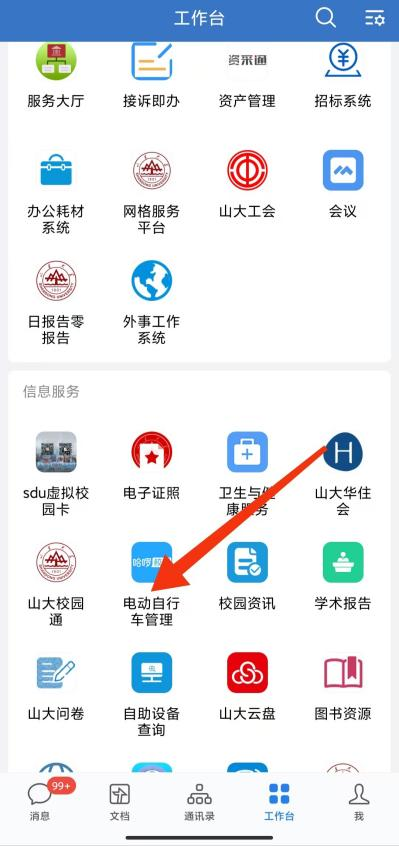 工作台
资采通
服务大厅 接诉即办 资产管理 招标系统
办公耗材 网格服务 山大工会 会议
系统 平台
日报告零 外事工作
报告 系统
信息服务
sdu虚拟校 电子证照 卫生与健 山大华住
园卡 康服务 会
哈啰
山大校园 电动自行 校园资讯 学术报告
通 车管理
山大问卷 自助设备 山大云盘 图书资源
查询
99+
消息 文档 通讯录 工作台 我